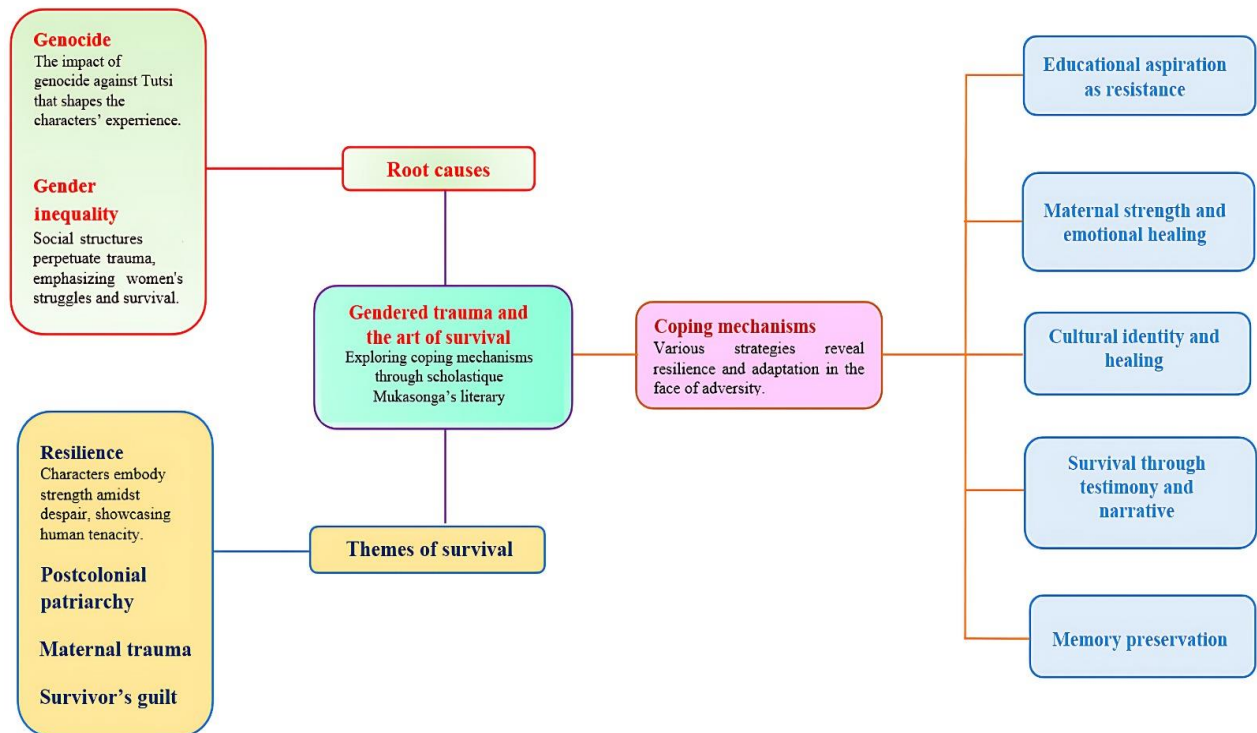 Genocide
The impact of
genocide against Tutsi
that shapes the
characters’ experrience.
Gender
inequality
Social structures
perpetuate trauma,
emphasizing women's
struggles and survival.
Root causes
Gendered trauma and
the art of survival
Exploring coping mechanisms
through scholastique
Mukasonga’s literary
Resilience
Characters embody
strength amidst
despair, showcasing
human tenacity.
Postcolonial
patriarchy
Maternal trauma
Survivor’s guilt
Themes of survival
Coping mechanisms
Various strategies reveal
resilience and adaptation in the
face of adversity.
Educational aspiration
as resistance
Maternal strength and
emotional healing
Cultural identity and
healing
Survival through
testimony and
narrative
Memory preservation